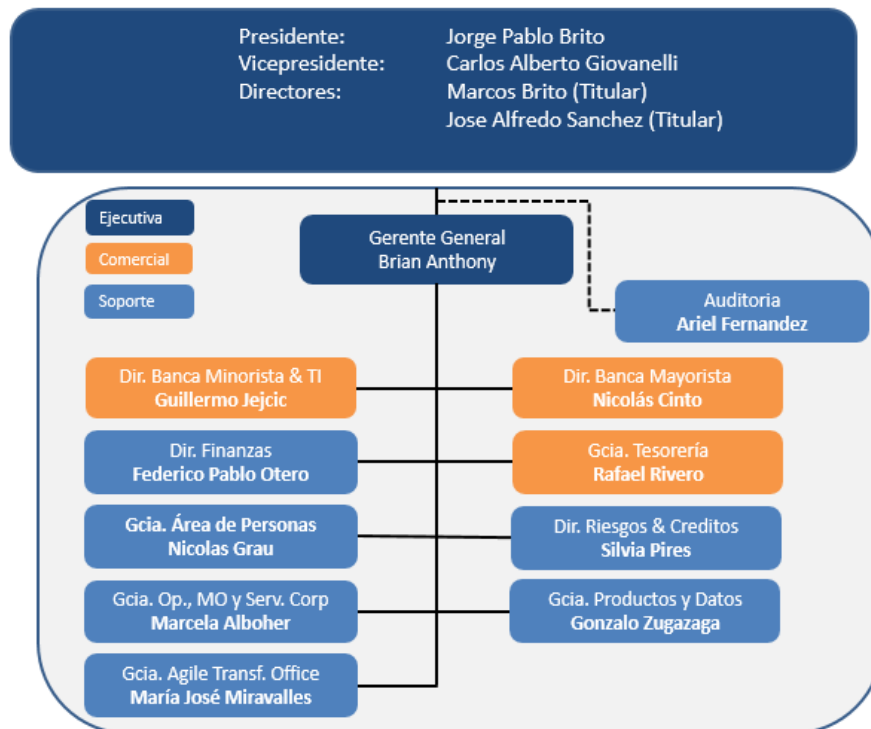 Presidente: Jorge Pablo Brito
Vicepresidente: Carlos Alberto Giovanelli
Directores: Marcos Brito (Titular)
Jose Alfredo Sanchez (Titular)
Ejecutiva
Comercial
Soporte
Gerente General
Brian Anthony
Auditoria
Ariel Fernandez
Dir. Banca Minorista & TI
Guillermo Jejcic
Dir. Banca Mayorista
Nicolás Cinto
Dir. Finanzas
Federico Pablo Otero
Gcia. Tesorería
Rafael Rivero
Gcia. Área de Personas
Nicolas Grau
Dir. Riesgos & Creditos
Silvia Pires
Gcia. Op., MO y Serv. Corp
Marcela Alboher
Gcia. Productos y Datos
Gonzalo Zugazaga
Gcia. Agile Transf. Office
María José Miravalles